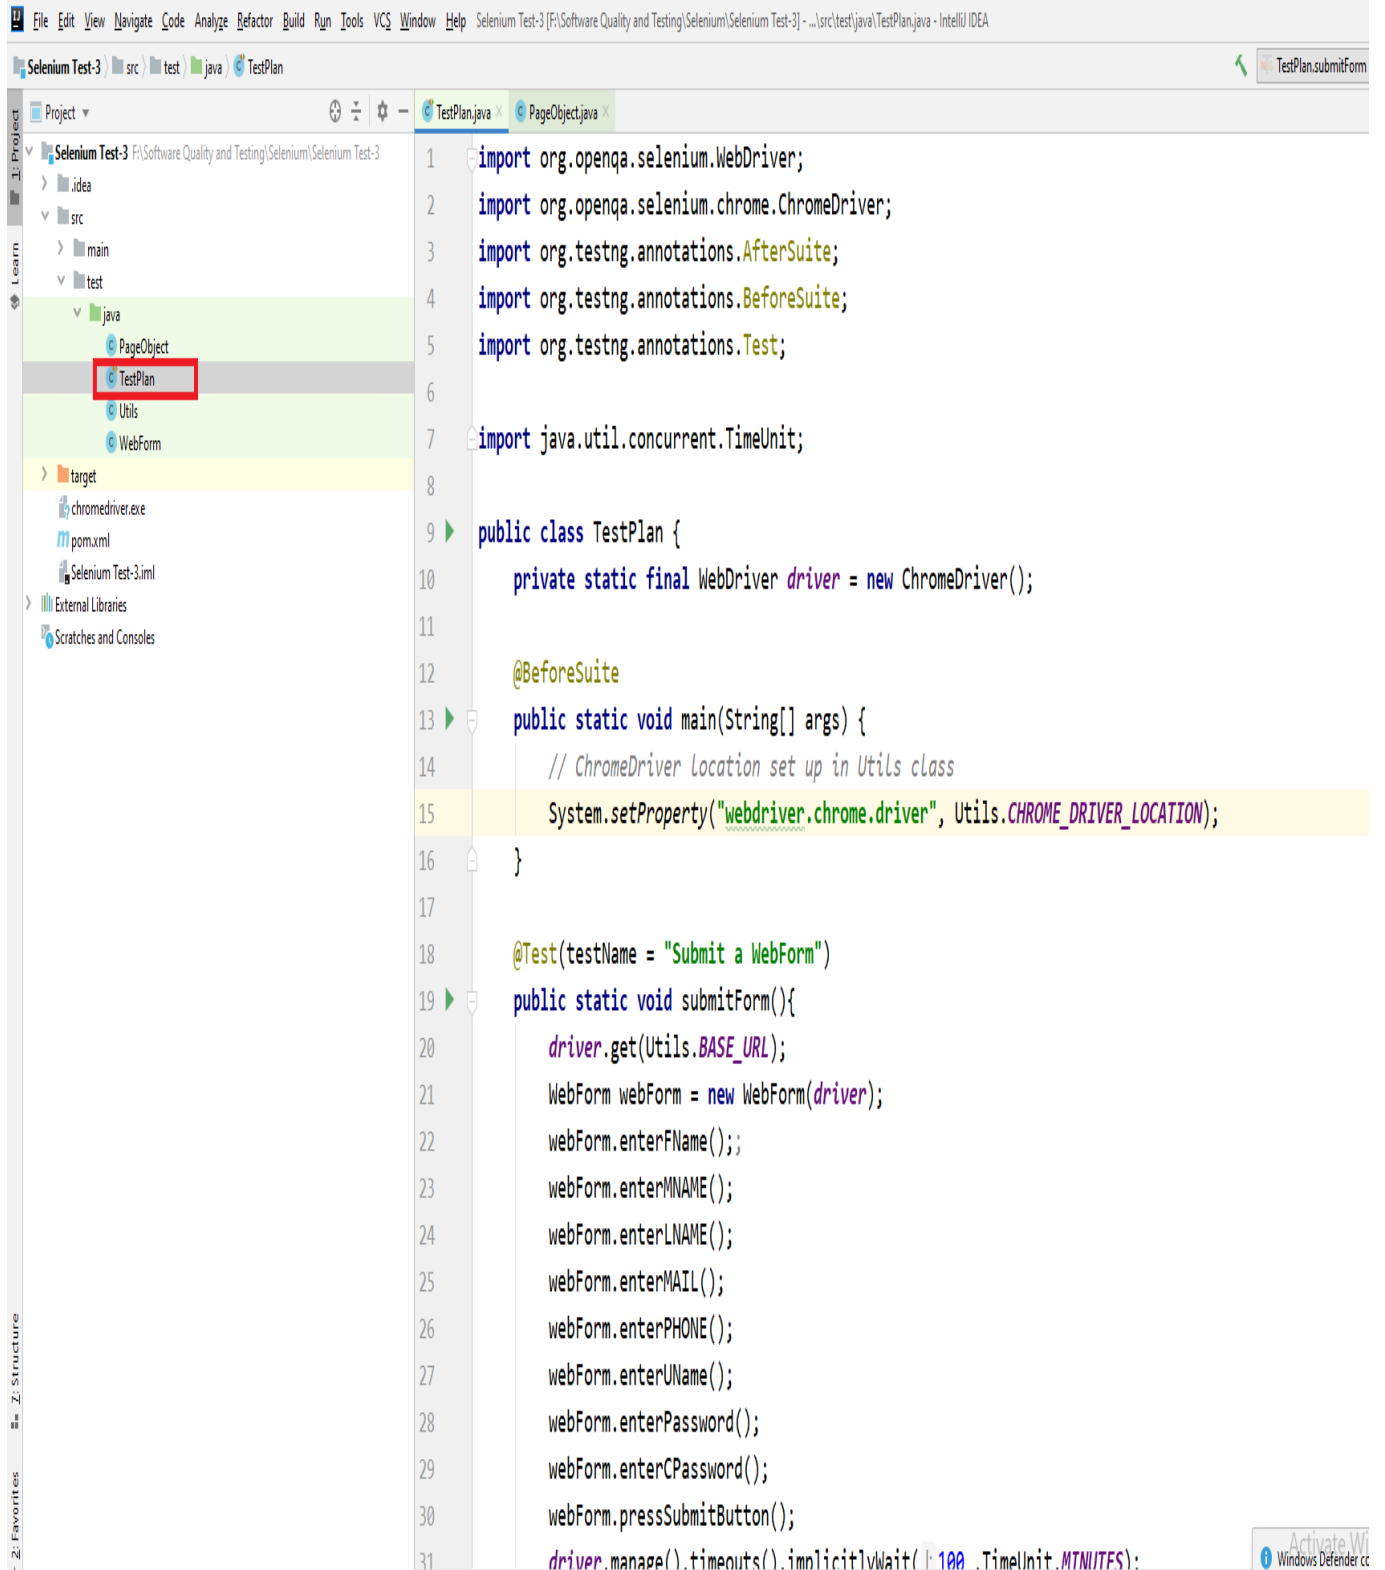 File Edit View Navigate Code Analyze Refactor Build Run Tools VCS Window Help Selenium Test-3 [F:\Software Quality and Testing\Selenium\Selenium Test-3] - ...\src\test\java\TestPlan.java - IntelliJ IDEA
Selenium Test-3 src test java TestPlan
TestPlan.submitForm
1: Project
Learn
7: Structure
2: Favorites
Project
Selenium Test-3 F:\Software Quality and Testing\Selenium\Selenium Test-3
.idea
src
main
test
java
PageObject
TestPlan
Utils
WebForm
target
chromedriver.exe
pom.xml
Selenium Test-3.iml
External Libraries
Scratches and Consoles
TestPlan.java PageObject.java
1 import org.openqa.selenium.WebDriver;
2 import org.openqa.selenium.chrome.ChromeDriver;
3 import org.testng.annotations.AfterSuite;
4 import org.testng.annotations.BeforeSuite;
5 import org.testng.annotations.Test;
6
7 import java.util.concurrent.TimeUnit;
8
9 public class TestPlan {
10 private static final WebDriver driver = new ChromeDriver();
11
12 @BeforeSuite
13 public static void main(String[] args) {
14 // ChromeDriver location set up in Utils class
15 System.setProperty("webdriver.chrome.driver", Utils.CHROME_DRIVER_LOCATION);
16 }
17
18 @Test(testName = "Submit a WebForm")
19 public static void submitForm(){
20 driver.get(Utils.BASE_URL);
21 WebForm webForm = new WebForm(driver);
22 webForm.enterFName();;
23 webForm.enterMNAME();
24 webForm.enterLNAME();
25 webForm.enterMAIL();
26 webForm.enterPHONE();
27 webForm.enterUName();
28 webForm.enterPassword();
29 webForm.enterCPassword();
30 webForm.pressSubmitButton();
31 driver.manage().timeouts().implicitlyWait( l: 100 ,TimeUnit.MINUTES);
Activate Wi
Windows Defender co